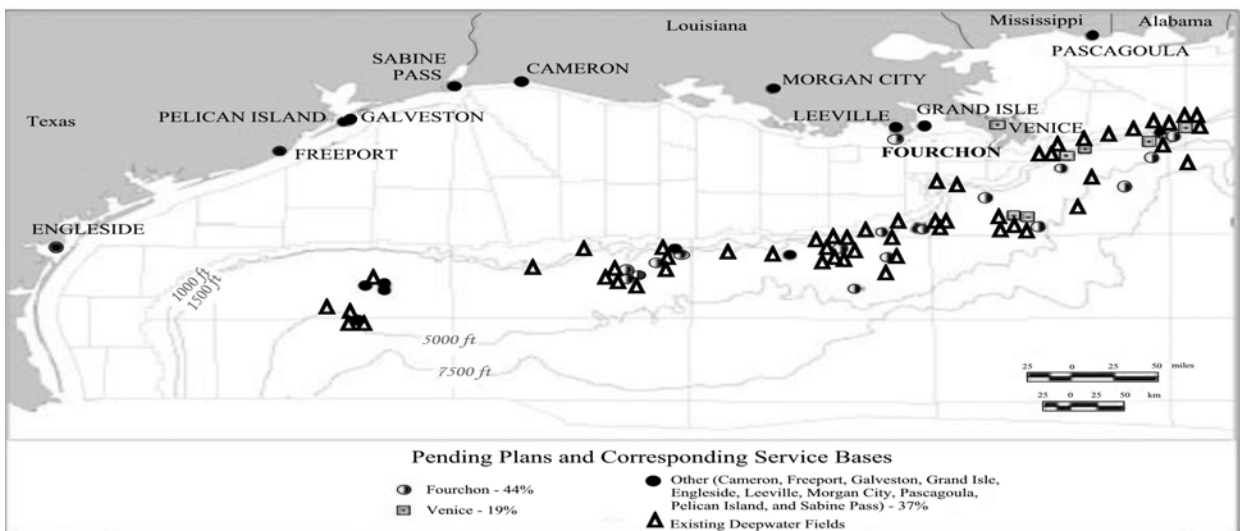 Louisiana
Mississippi
Alabama
PASCAGOULA
SABINE
PASS
CAMERON
MORGAN CITY
Texas
PELICAN ISLAND
GALVESTON
LEEVILLE
GRAND ISLE
VENICE
FREEPORT
FOURCHON
ENGLESIDE
1000 ft
1500 ft
5000 ft
7500 ft
25 0 25 50 miles
25 0 25 50 km
Pending Plans and Corresponding Service Bases
Fourchon - 44%
Venice - 19%
Other (Cameron, Freeport, Galveston, Grand Isle,
Engleside, Leeville, Morgan City, Pascagoula,
Pelican Island, and Sabine Pass) - 37%
Existing Deepwater Fields